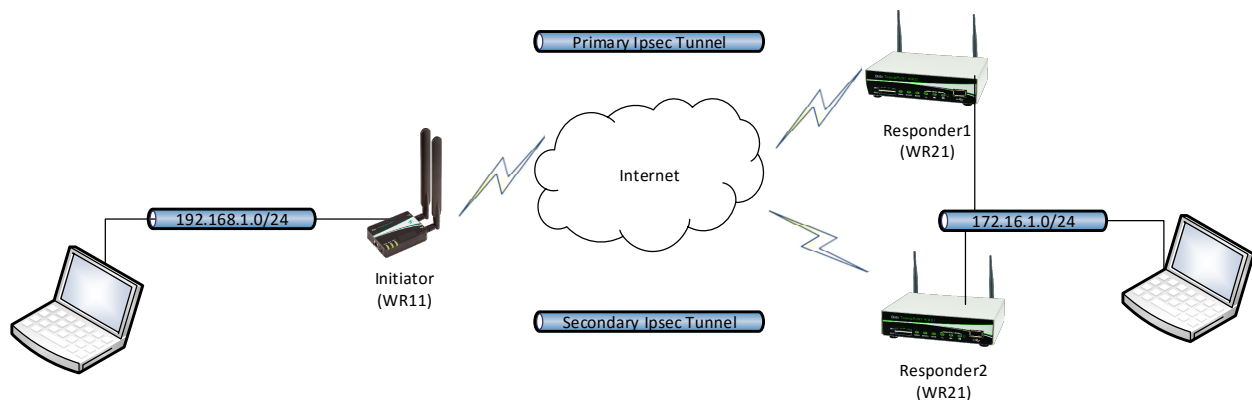 Primary Ipsec Tunnel
Responder1
(WR21)
Internet
192.168.1.0/24
172.16.1.0/24
Initiator
(WR11)
Secondary Ipsec Tunnel
Responder2
(WR21)